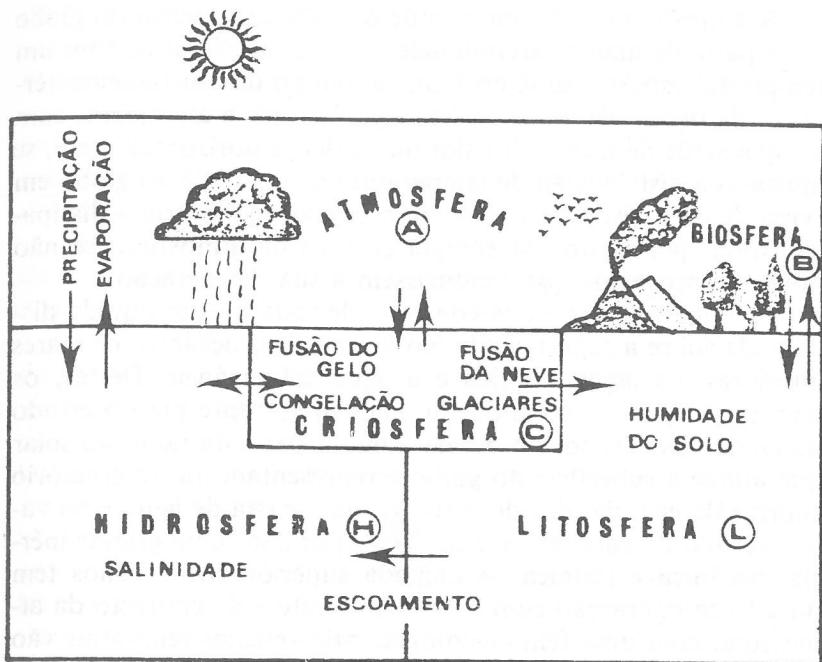 PRECIPITAÇÃO
EVAPORAÇÃO
ATMOSFERA
A
BIOSFERA
B
FUSÃO DO
GELO
CONGELAÇÃO
FUSÃO
DA NEVE
GLACIARES
CRIOSFERA C
HUMIDADE
DO SOLO
HIDROSFERA H
LITOSFERA L
SALINIDADE
ESCOAMENTO